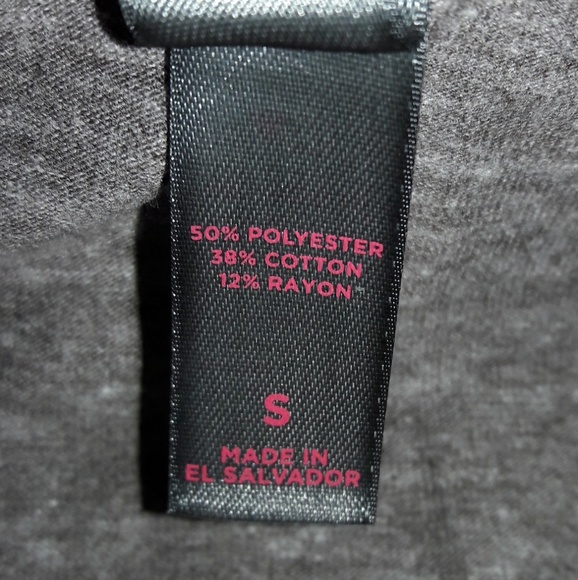 50% POLYESTER
38% COTTON
12% RAYON
S
MADE IN
EL SALVADOR